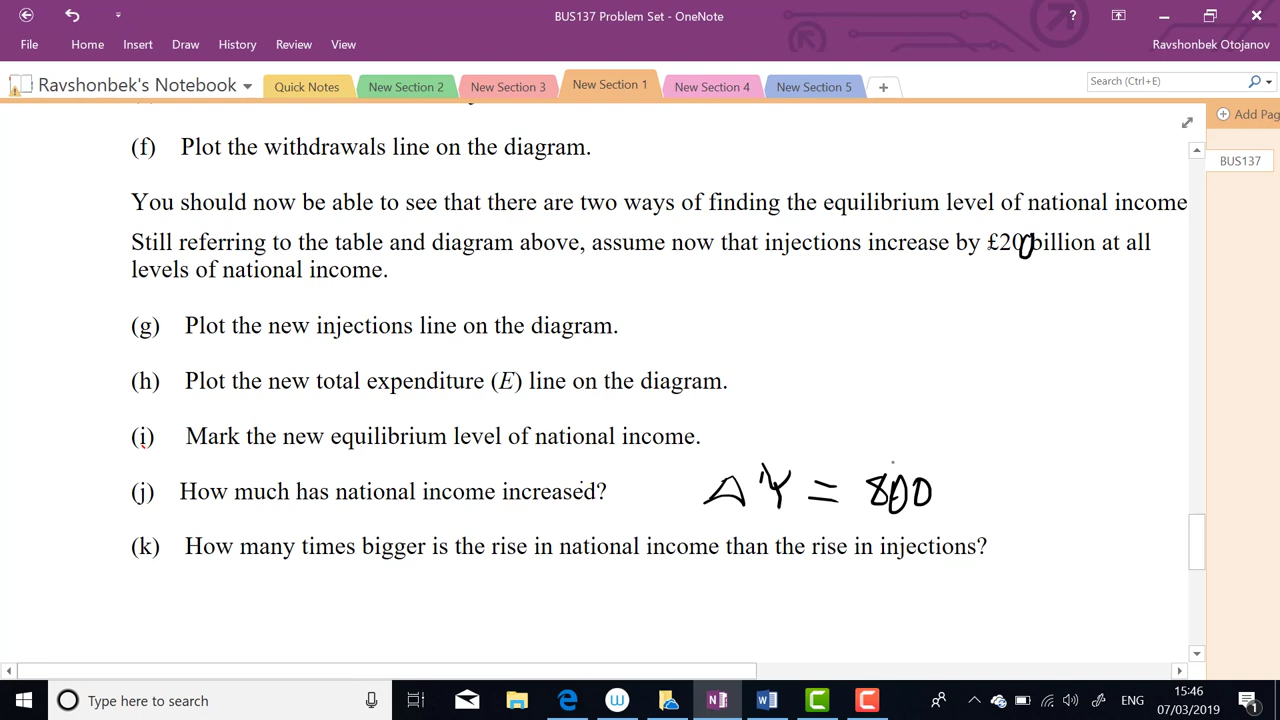 BUS137 Problem Set - OneNote
File Home Insert Draw History Review View
? Ravshonbek Otojanov
Ravshonbek's Notebook Quick Notes New Section 2 New Section 3 New Section 1 New Section 4 New Section 5 +
Search (Ctrl+E)
Add Pag
BUS137
(f) Plot the withdrawals line on the diagram.
You should now be able to see that there are two ways of finding the equilibrium level of national income
Still referring to the table and diagram above, assume now that injections increase by £200 billion at all
levels of national income.
(g) Plot the new injections line on the diagram.
(h) Plot the new total expenditure (E) line on the diagram.
(i) Mark the new equilibrium level of national income.
(j) How much has national income increased? Δ Y = 800
(k) How many times bigger is the rise in national income than the rise in injections?
Type here to search
ENG
15:46
07/03/2019
1